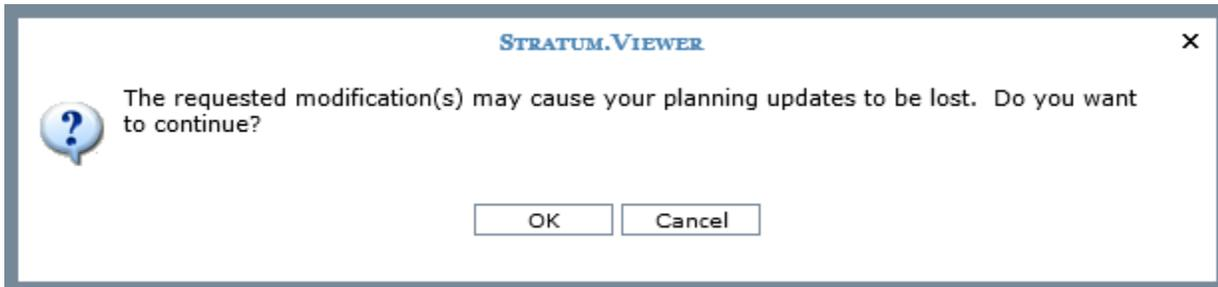 STRATUM.VIEWER
×
The requested modification(s) may cause your planning updates to be lost.  Do you want
to continue?
?
OK
Cancel